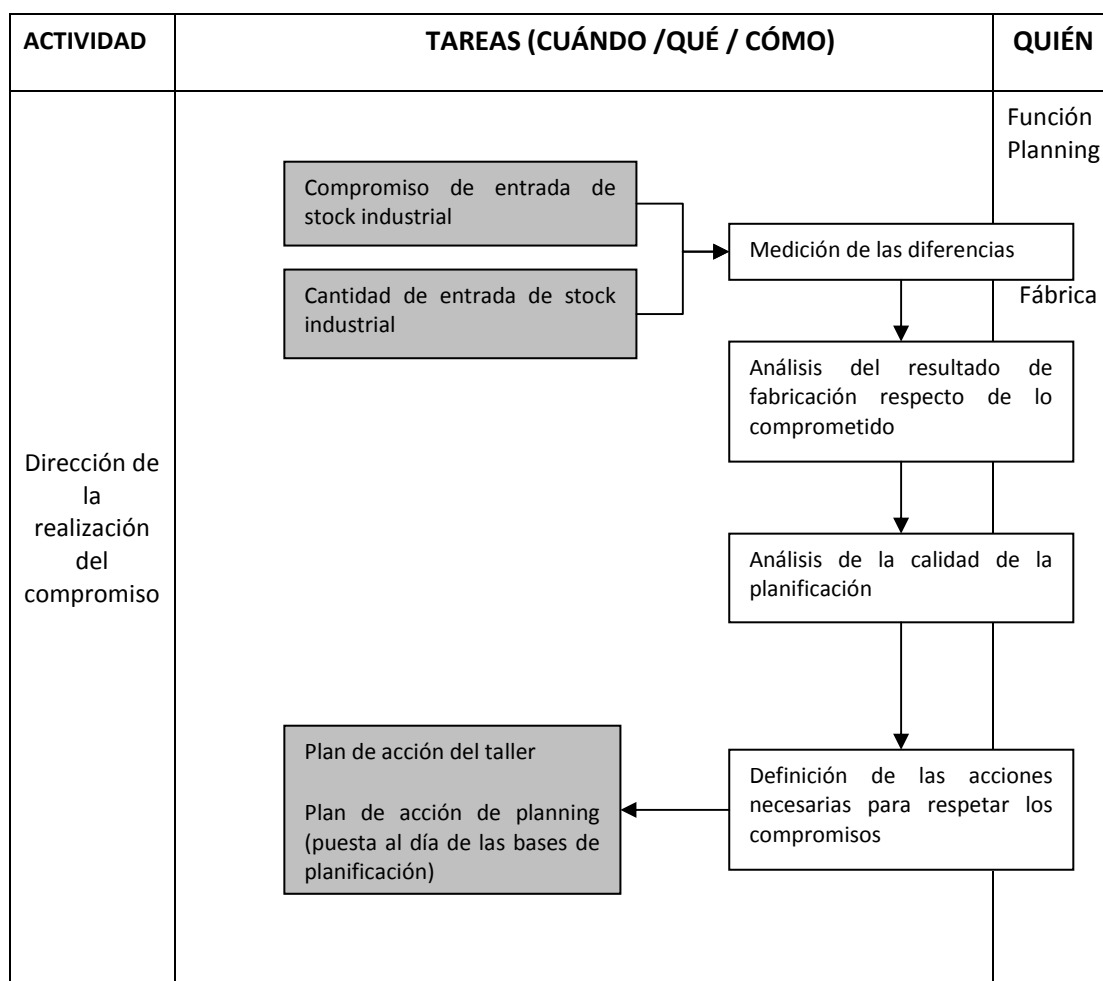 ACTIVIDAD
TAREAS (CUÁNDO /QUÉ / CÓMO)
QUIÉN
Dirección de
la
realización
del
compromiso
Compromiso de entrada de
stock industrial
Cantidad de entrada de stock
industrial
Medición de las diferencias
Análisis del resultado de
fabricación respecto de lo
comprometido
Análisis de la calidad de la
planificación
Definición de las acciones
necesarias para respetar los
compromisos
Plan de acción del taller
Plan de acción de planning
(puesta al día de las bases de
planificación)
Función
Planning
Fábrica